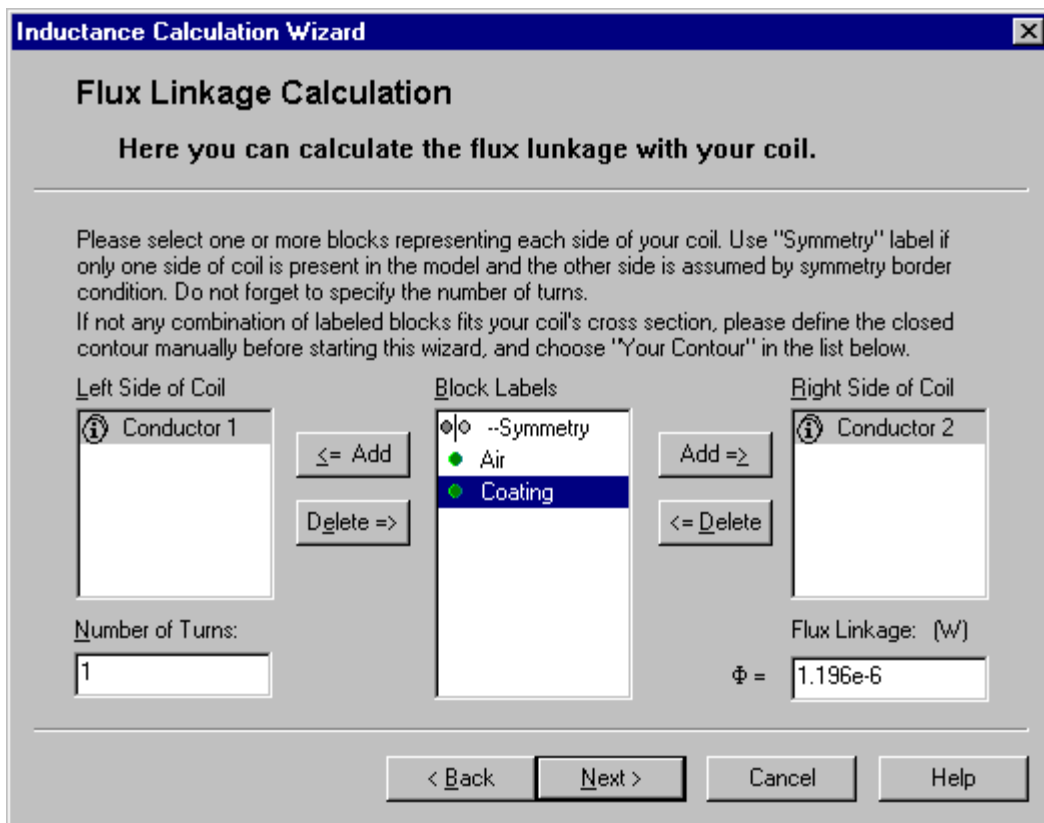 Inductance Calculation Wizard
Flux Linkage Calculation
Here you can calculate the flux lunkage with your coil.
Please select one or more blocks representing each side of your coil. Use "Symmetry" label if
only one side of coil is present in the model and the other side is assumed by symmetry border
condition. Do not forget to specify the number of turns.
If not any combination of labeled blocks fits your coil's cross section, please define the closed
contour manually before starting this wizard, and choose "Your Contour" in the list below.
Left Side of Coil
Conductor 1
<= Add
Delete =>
Block Labels
--Symmetry
Air
Coating
Add =>
<= Delete
Right Side of Coil
Conductor 2
Number of Turns:
1
Flux Linkage: (W)
Φ = 1.196e-6
< Back
Next >
Cancel
Help